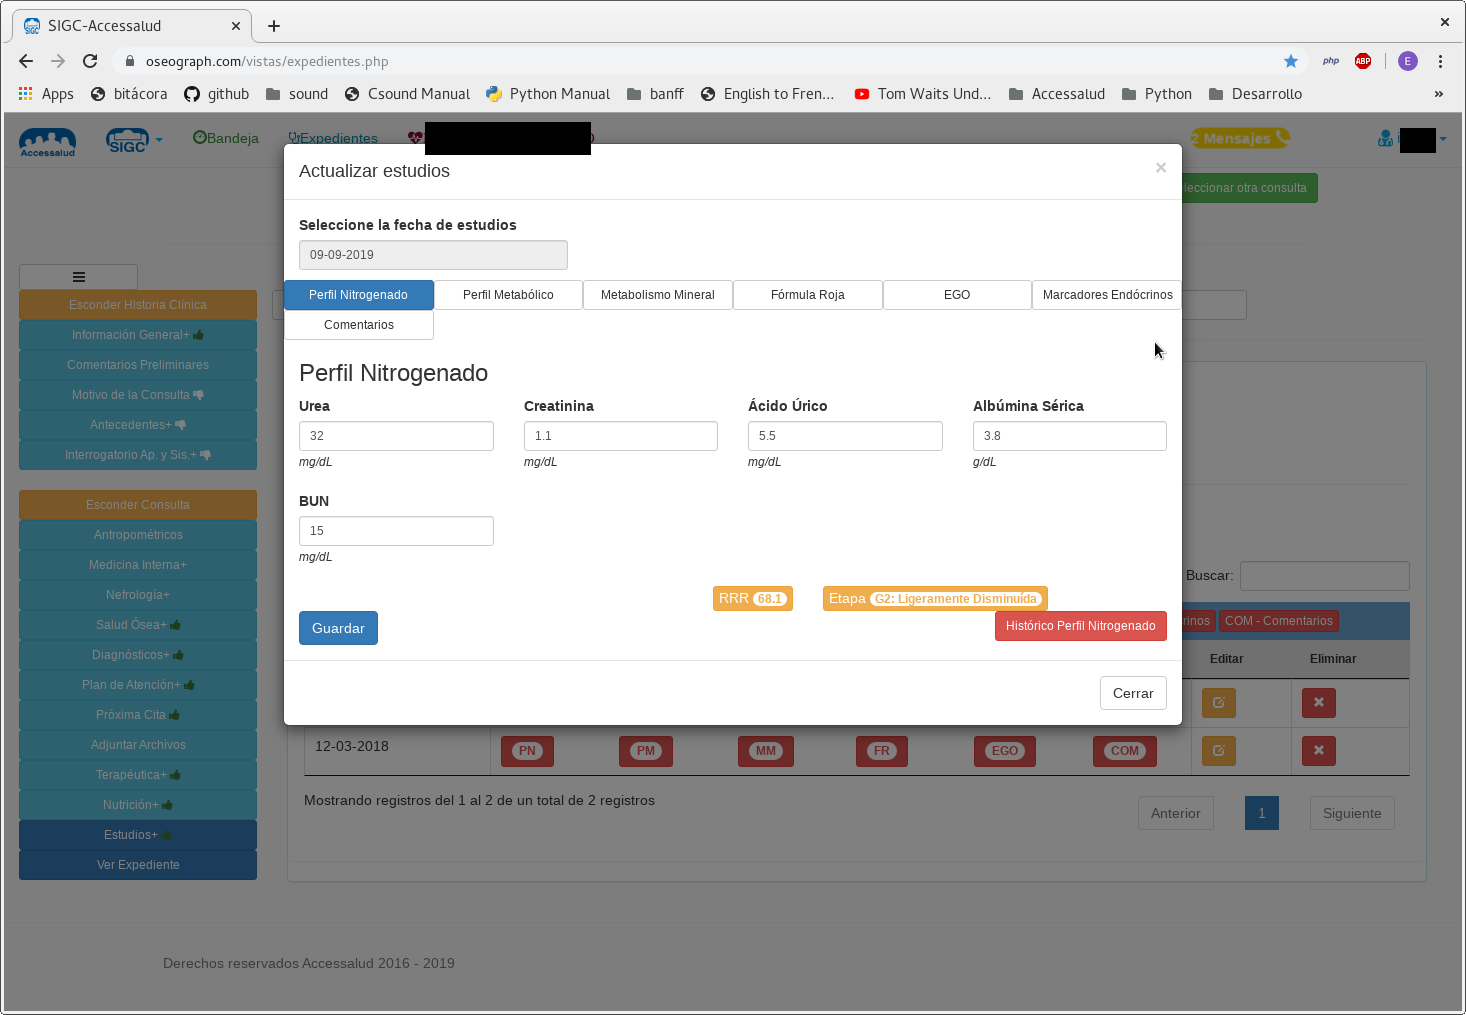 SIGC-Accessalud
oseograph.com/vistas/expedientes.php
php
ABP
E
Apps bitácora github sound Csound Manual Python Manual banff English to Fren... Tom Waits Und... Accessalud Python Desarrollo »
Accessalud
SIGC
Bandeja
Expedientes
2 Mensajes
leccionar otra consulta
Actualizar estudios
Seleccione la fecha de estudios
09-09-2019
Perfil Nitrogenado Perfil Metabólico Metabolismo Mineral Fórmula Roja EGO Marcadores Endócrinos
Comentarios
Perfil Nitrogenado
Urea Creatinina Ácido Úrico Albúmina Sérica
32 1.1 5.5 3.8
mg/dL mg/dL mg/dL g/dL
BUN
15
mg/dL
RRR 68.1 Etapa G2: Ligeramente Disminuída
Guardar
Histórico Perfil Nitrogenado
Cerrar
Esconder Historia Clínica
Información General+
Comentarios Preliminares
Motivo de la Consulta
Antecedentes+
Interrogatorio Ap. y Sis.+
Esconder Consulta
Antropométricos
Medicina Interna+
Nefrología+
Salud Ósea+
Diagnósticos+
Plan de Atención+
Próxima Cita
Adjuntar Archivos
Terapéutica+
Nutrición+
Estudios+
Ver Expediente
Buscar:
rinos COM - Comentarios
Editar Eliminar
12-03-2018 PN PM MM FR EGO COM
Mostrando registros del 1 al 2 de un total de 2 registros
Anterior 1 Siguiente
Derechos reservados Accessalud 2016 - 2019